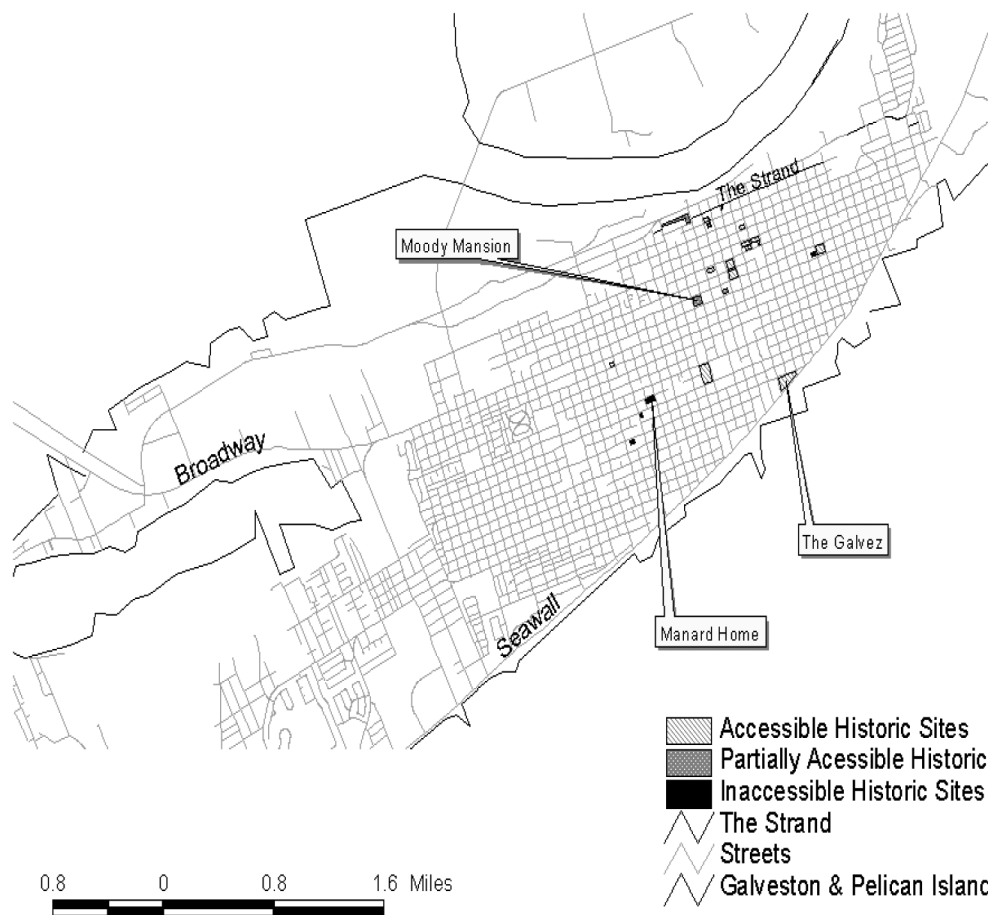 The Strand
Moody Mansion
Broadway
The Galvez
Seawall
Manard Home
Accessible Historic Sites
Partially Acessible Historic
Inaccessible Historic Sites
The Strand
Streets
Galveston & Pelican Island
0.8 0 0.8 1.6 Miles